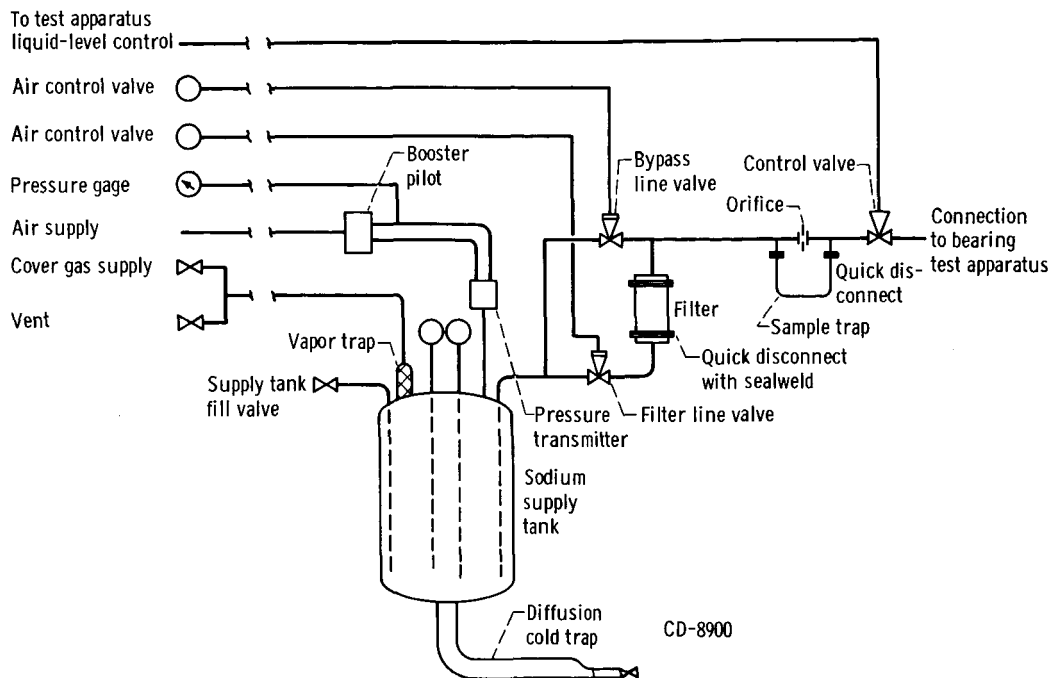 To test apparatus
liquid-level control
Air control valve
Air control valve
Pressure gage
Air supply
Cover gas supply
Vent
Booster
pilot
Bypass
line valve
Control valve
Orifice
Connection
to bearing
test apparatus
Quick dis-
connect
Sample trap
Filter
Quick disconnect
with sealweld
Vapor trap
Supply tank
fill valve
Pressure
transmitter
Filter line valve
Sodium
supply
tank
Diffusion
cold trap
CD-8900